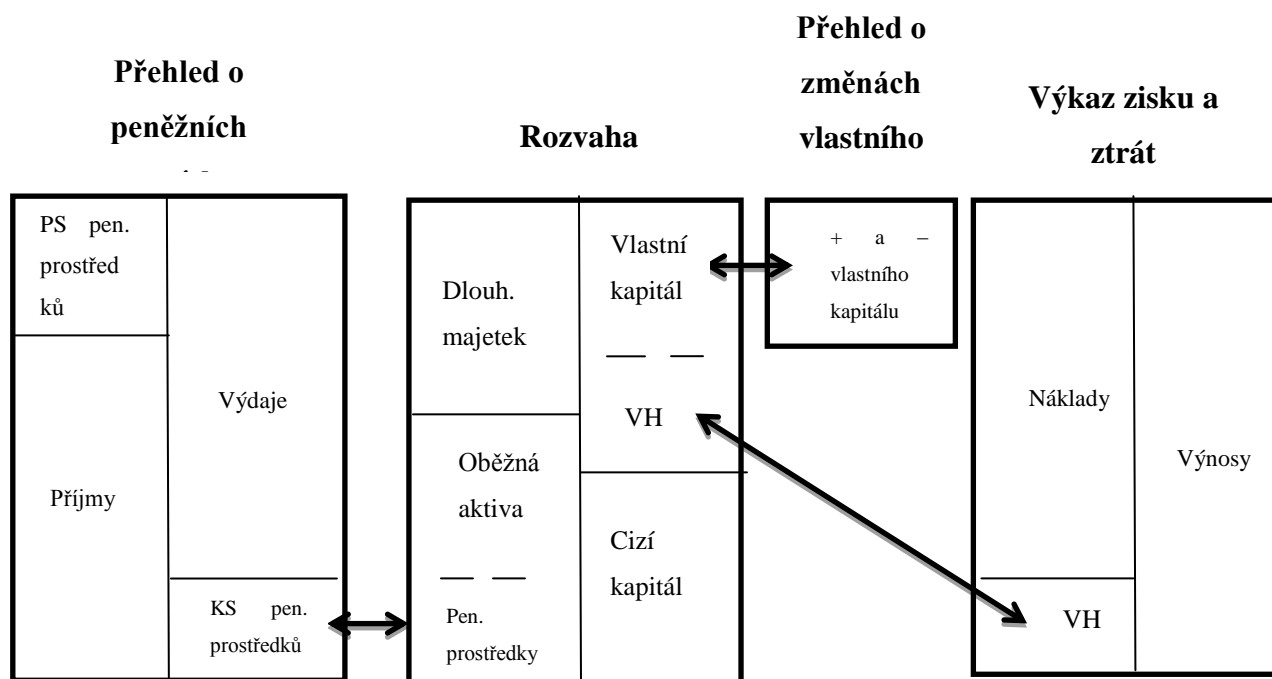 Přehled o
peněžních
Rozvaha
Přehled o
změnách
vlastního
Výkaz zisku a
ztrát
PS pen.
prostřed
ků
Příjmy
Výdaje
KS pen.
prostředků
Dlouh.
majetek
Oběžná
aktiva
Pen.
prostředky
Vlastní
kapitál
VH
Cizí
kapitál
+ a –
vlastního
kapitálu
Náklady
VH
Výnosy